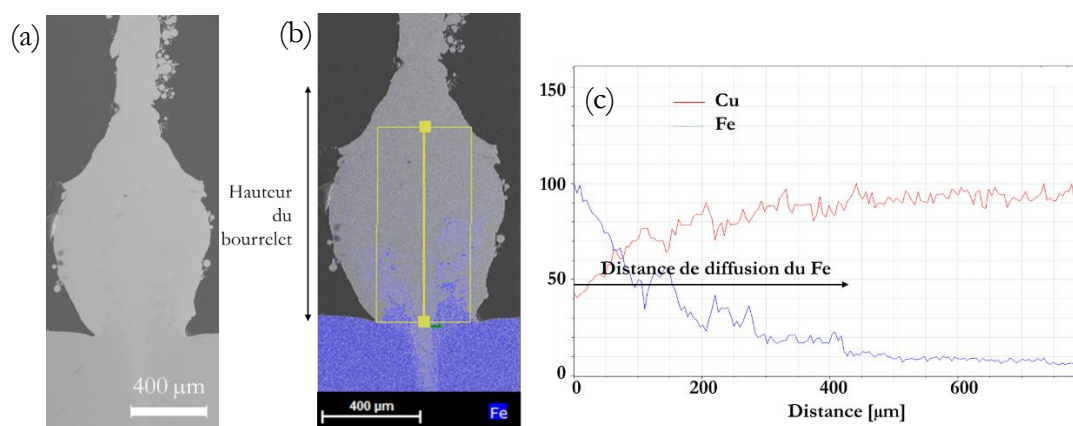 (a)
400 µm
(b)
Hauteur
du
bourrelet
400 µm
Fe
(c)
Cu
Fe
Distance de diffusion du Fe
150
100
50
0
0
200
400
600
Distance [µm]